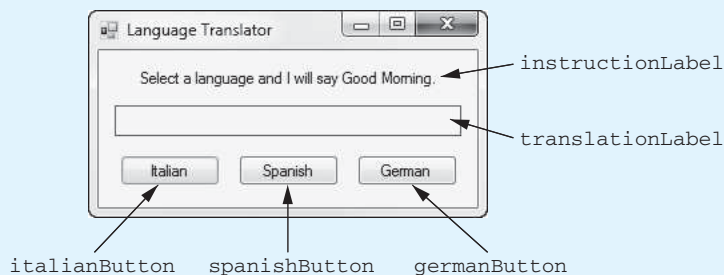 Language Translator
Select a language and I will say Good Morning.
instructionLabel
translationLabel
Italian Spanish German
italianButton spanishButton germanButton